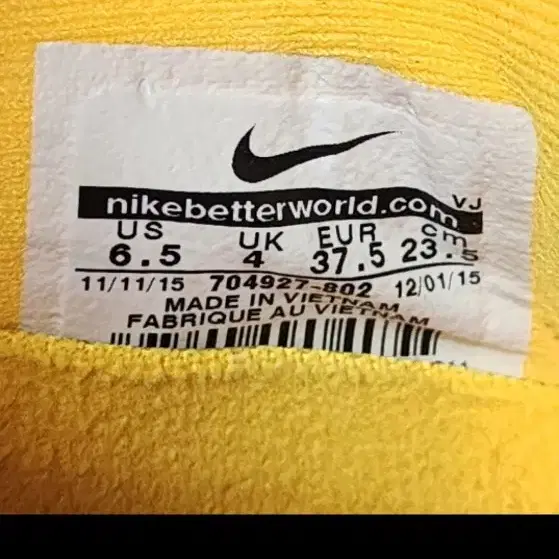 nikebetterworld.com
VJ
US UK EUR cm
6.5 4 37.5 23.5
11/11/15 704927-802 12/01/15
MADE IN VIETNAM
FABRIQUE AU VIETNAM